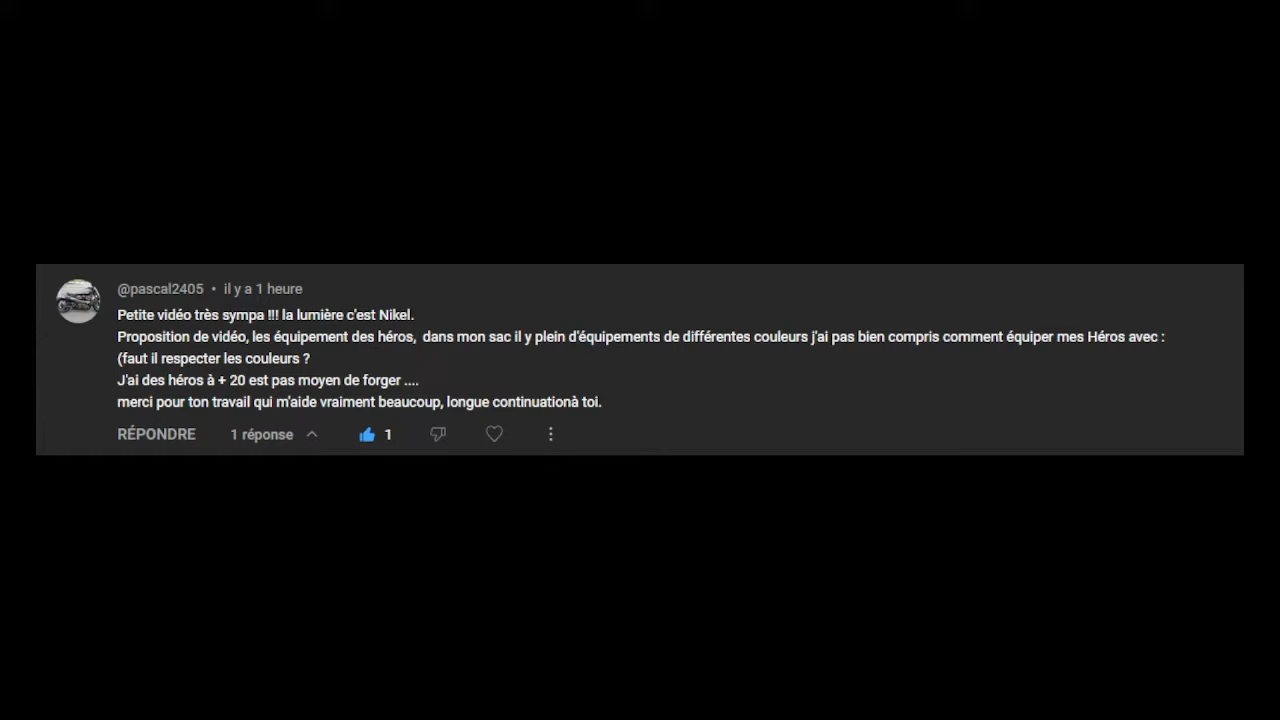 @pascal2405 • il y a 1 heure
Petite vidéo très sympa !!! la lumière c'est Nikel.
Proposition de vidéo, les équipement des héros,  dans mon sac il y plein d'équipements de différentes couleurs j'ai pas bien compris comment équiper mes Héros avec :
(faut il respecter les couleurs ?
J'ai des héros à + 20 est pas moyen de forger ....
merci pour ton travail qui m'aide vraiment beaucoup, longue continuationà toi.
RÉPONDRE 1 réponse 1